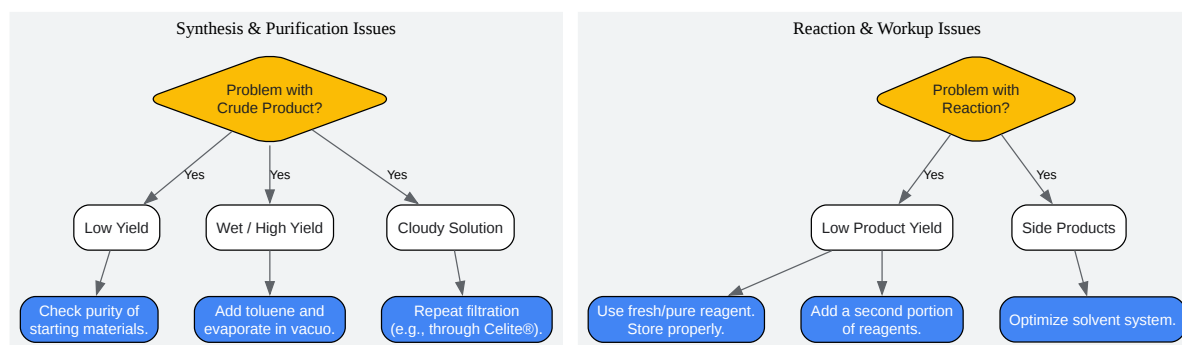 Synthesis & Purification Issues
Problem with
Crude Product?
Yes
Yes
Yes
Low Yield
Wet / High Yield
Cloudy Solution
Check purity of
starting materials.
Add toluene and
evaporate in vacuo.
Repeat filtration
(e.g., through Celite®).
Reaction & Workup Issues
Problem with
Reaction?
Yes
Yes
Low Product Yield
Side Products
Use fresh/pure reagent.
Store properly.
Add a second portion
of reagents.
Optimize solvent system.